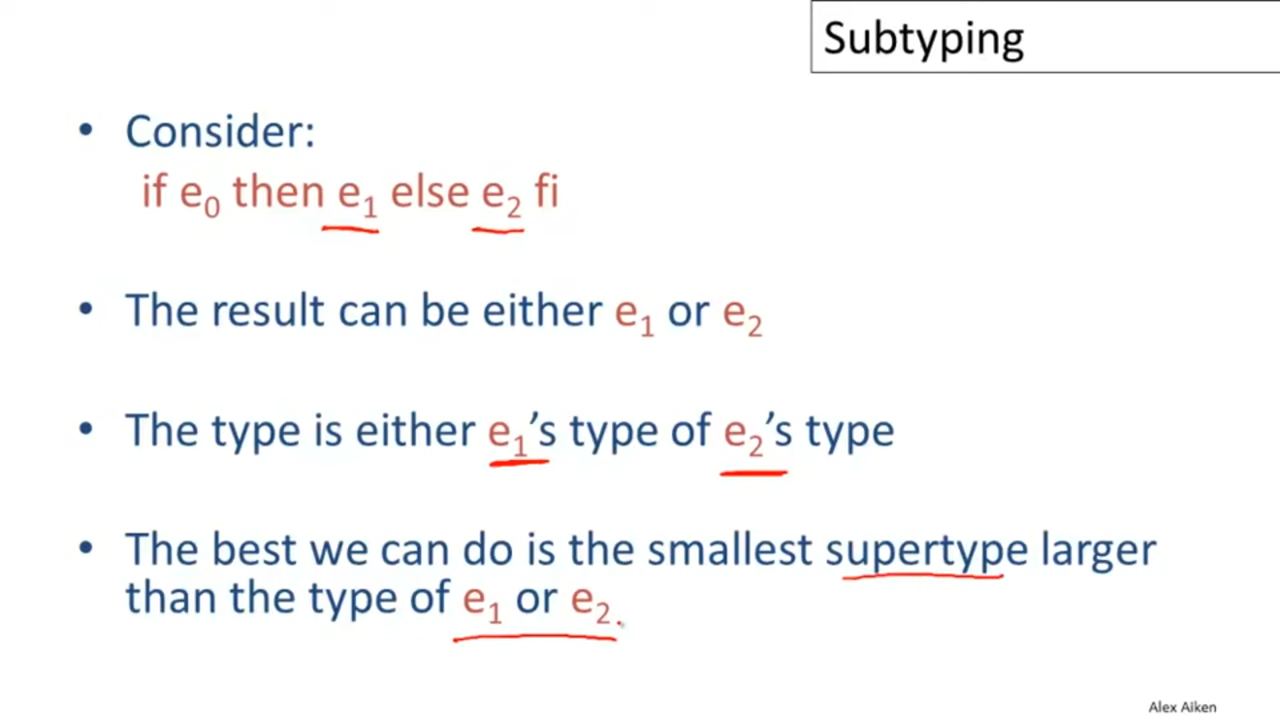 Subtyping
• Consider:
if e₀ then e₁ else e₂ fi
• The result can be either e₁ or e₂
• The type is either e₁’s type of e₂’s type
• The best we can do is the smallest supertype larger
than the type of e₁ or e₂.
Alex Aiken